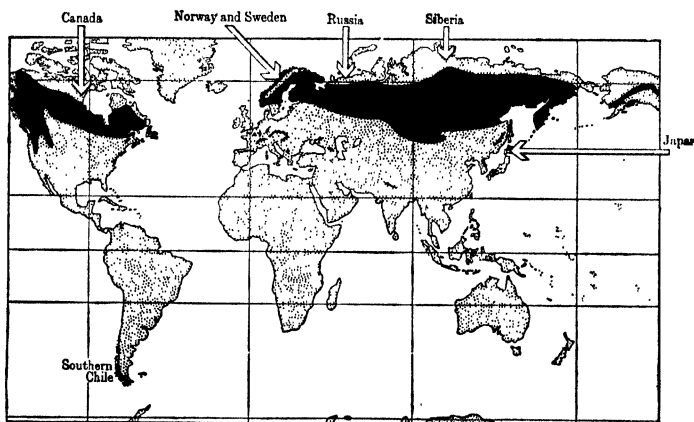 Canada
Norway and Sweden
Russia
Siberia
Japan
Southern
Chile